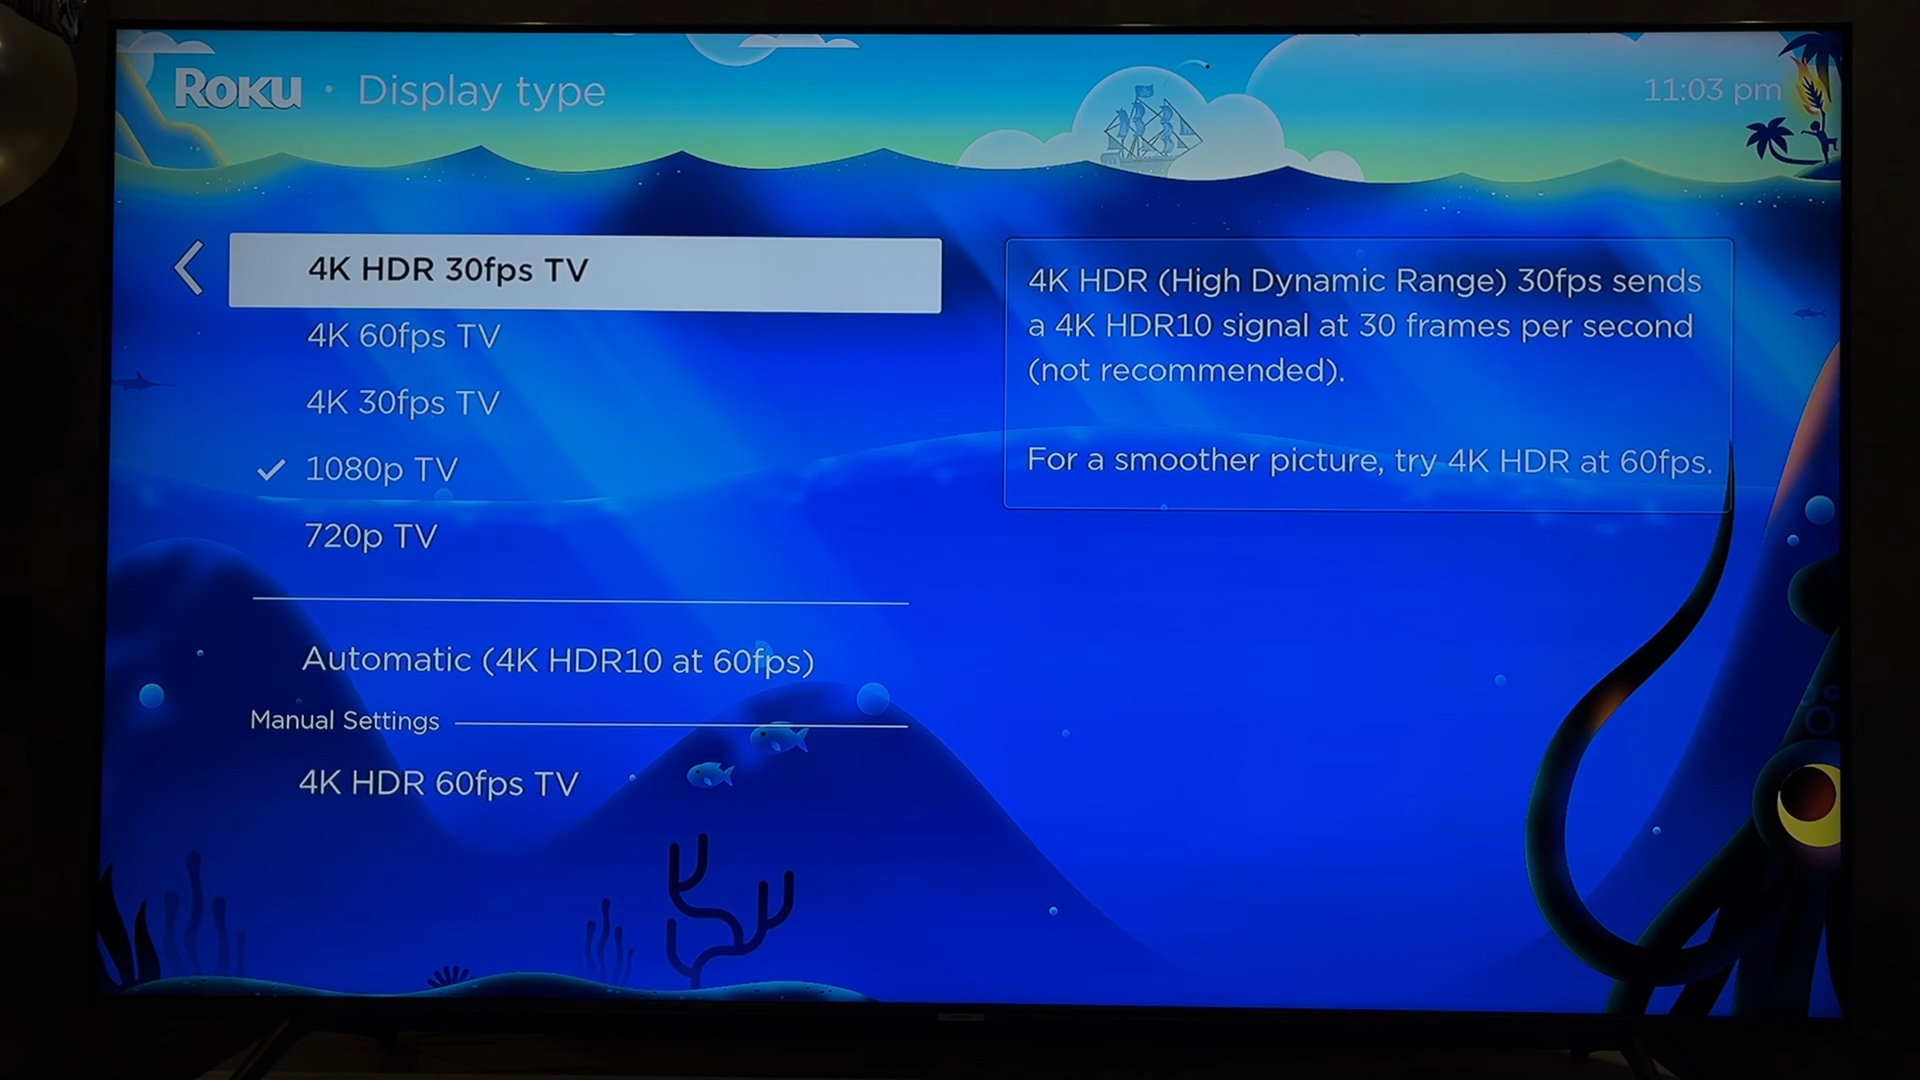 Roku · Display type
11:03 pm
4K HDR 30fps TV
4K 60fps TV
4K 30fps TV
1080p TV
720p TV
Automatic (4K HDR10 at 60fps)
Manual Settings
4K HDR 60fps TV
4K HDR (High Dynamic Range) 30fps sends
a 4K HDR10 signal at 30 frames per second
(not recommended).
For a smoother picture, try 4K HDR at 60fps.